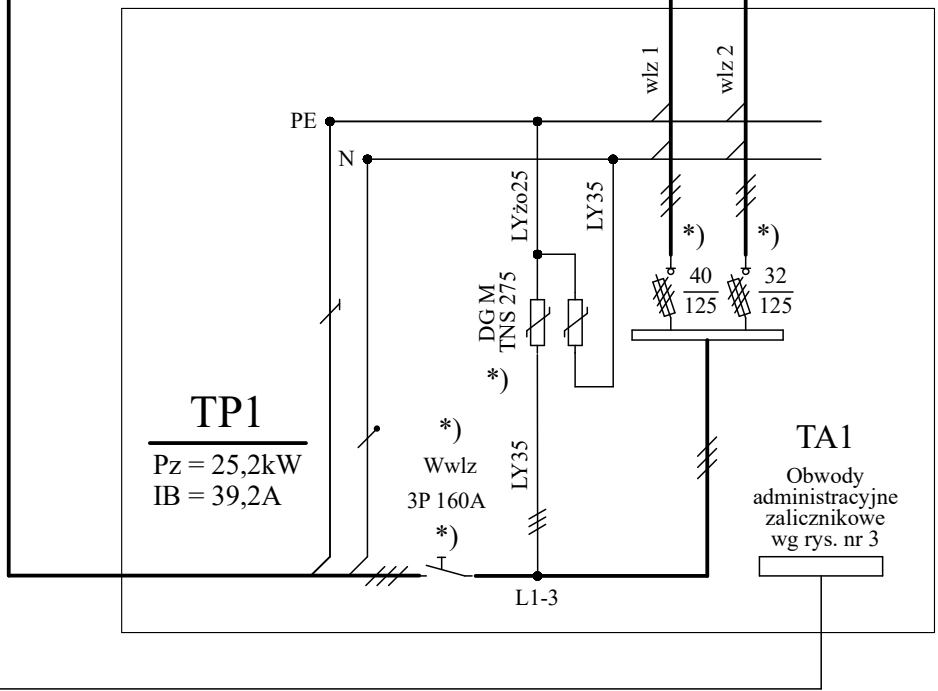 wlz 1
wlz 2
PE
N
LYżo25
LY35
*)
*)
40
125
32
125
DGM
TNS 275
*)
TP1
Pz = 25,2kW
IB = 39,2A
*)
Wwlz
3P 160A
*)
LY35
TA1
Obwody
administracyjne
zalicznikowe
wg rys. nr 3
L1-3